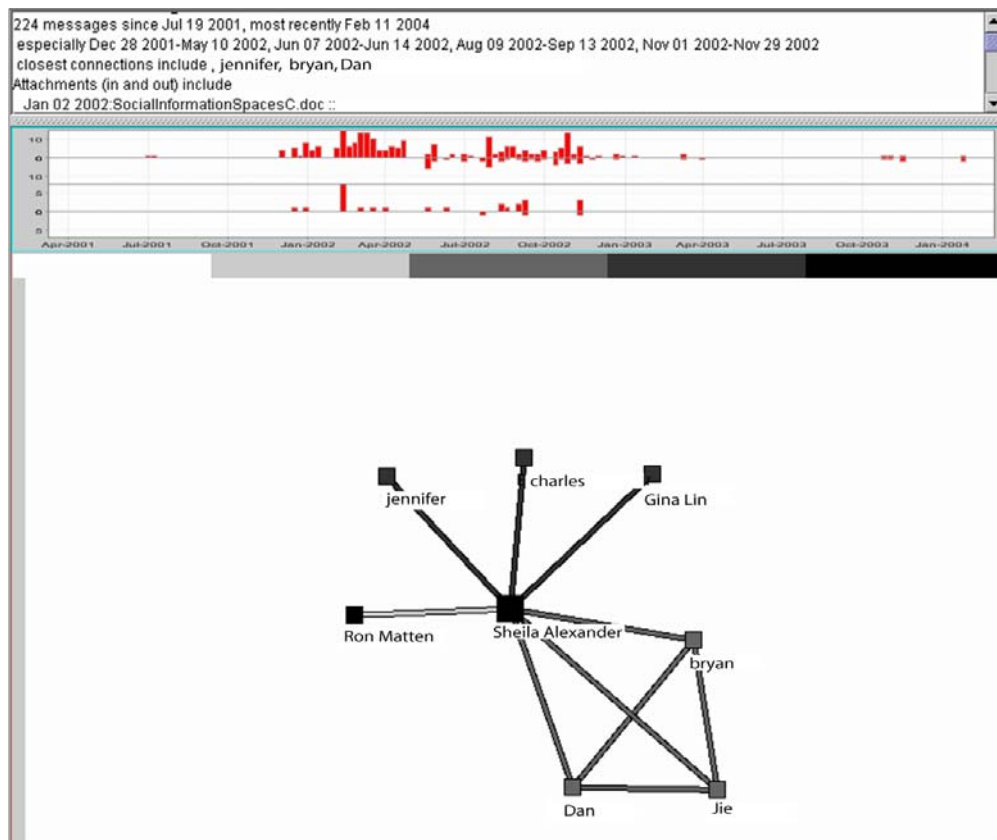 224 messages since Jul 19 2001, most recently Feb 11 2004
especially Dec 28 2001-May 10 2002, Jun 07 2002-Jun 14 2002, Aug 09 2002-Sep 13 2002, Nov 01 2002-Nov 29 2002
closest connections include , jennifer, bryan, Dan
Attachments (in and out) include
Jan 02 2002:SocialInformationSpacesC.doc ::
10
0
10
5
0
5
Apr-2001 Jul-2001 Oct-2001 Jan-2002 Apr-2002 Jul-2002 Oct-2002 Jan-2003 Apr-2003 Jul-2003 Oct-2003 Jan-2004
charles
jennifer
Gina Lin
Sheila Alexander
Ron Matten
bryan
Dan
Jie